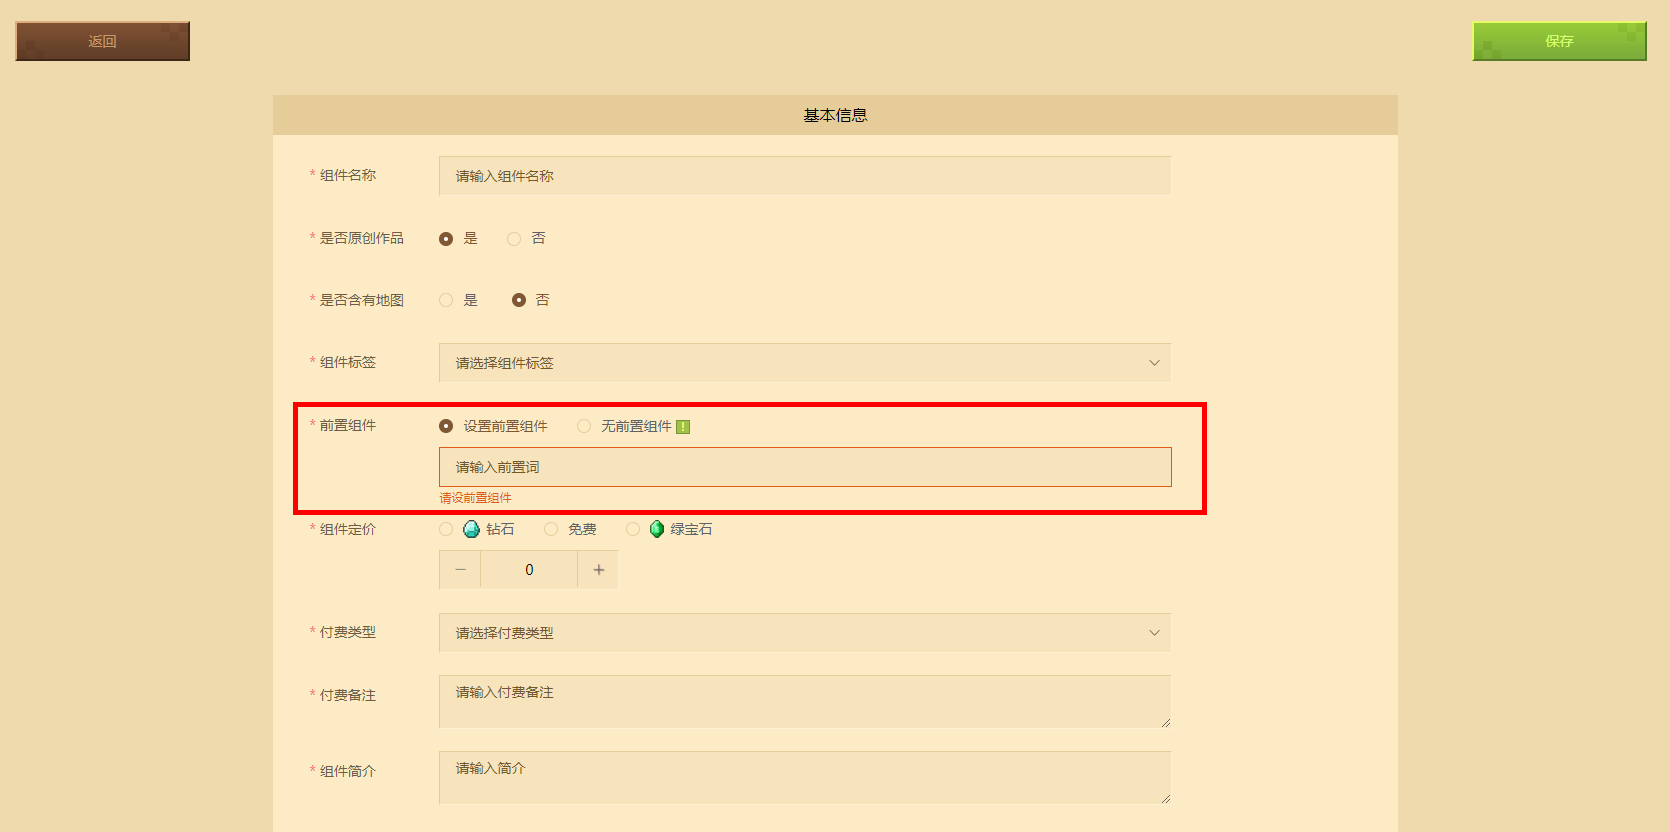 返回
保存
基本信息
* 组件名称 请输入组件名称
* 是否原创作品 是 否
* 是否含有地图 是 否
* 组件标签 请选择组件标签
* 前置组件 设置前置组件 无前置组件 !
请输入前置词
请设前置组件
* 组件定价 钻石 免费 绿宝石
− 0 +
* 付费类型 请选择付费类型
* 付费备注 请输入付费备注
* 组件简介 请输入简介